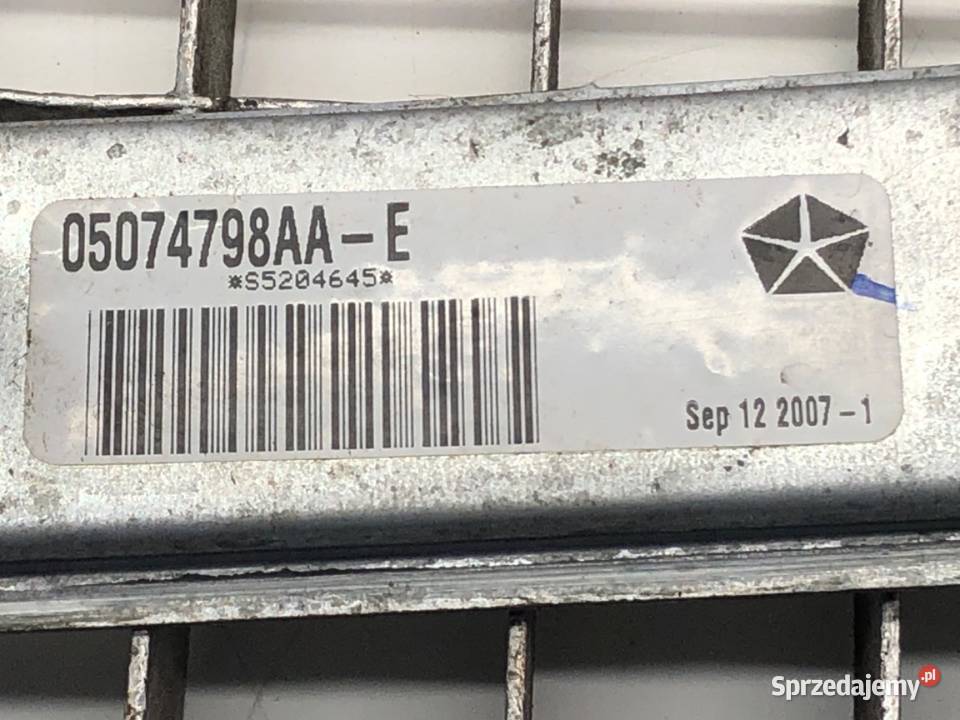 05074798AA-E
*S5204645*
Sep 12 2007-1
Sprzedajemy.pl